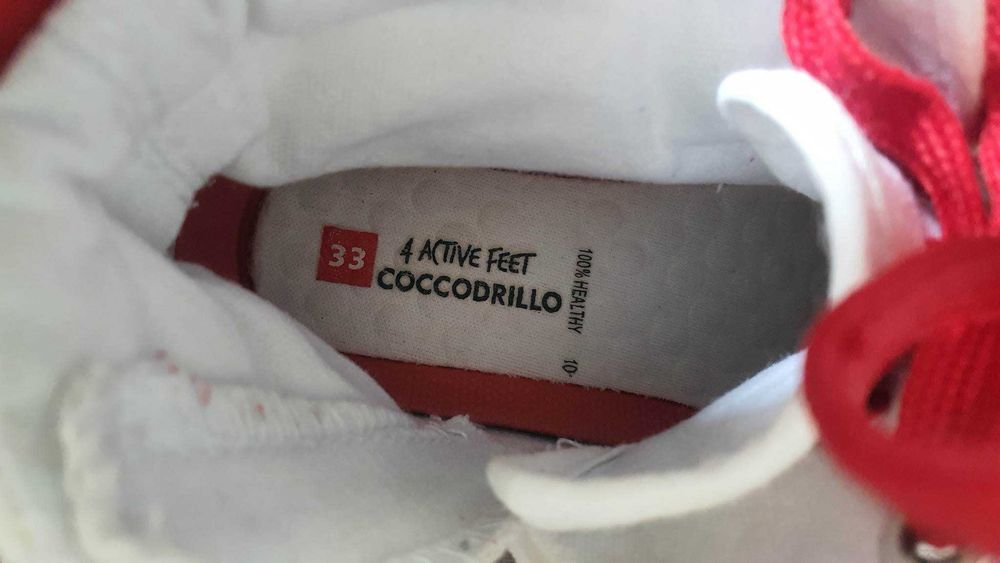 33
4 ACTIVE FEET
COCCODRILLO
100% HEALTHY
10